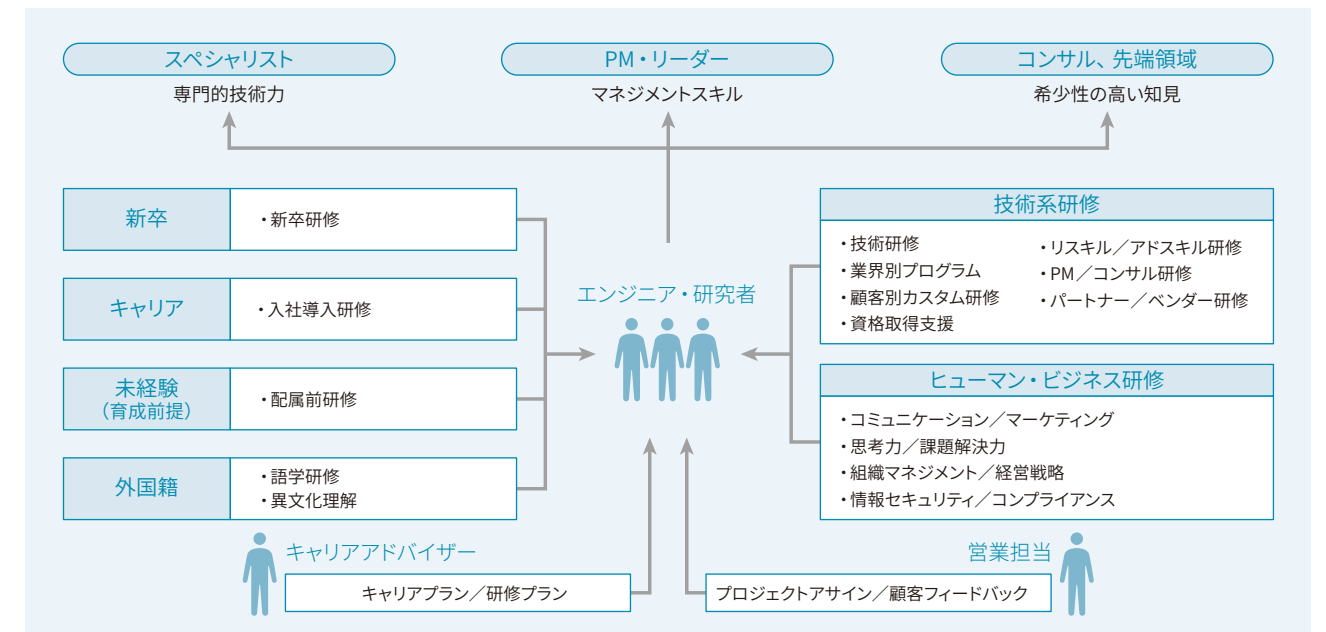 スペシャリスト
専門的技術力
PM・リーダー
マネジメントスキル
コンサル、先端領域
希少性の高い知見
新卒
・新卒研修
キャリア
・入社導入研修
未経験
（育成前提）
・配属前研修
外国籍
・語学研修
・異文化理解
エンジニア・研究者
技術系研修
・技術研修
・業界別プログラム
・顧客別カスタム研修
・資格取得支援
・リスキル／アドスキル研修
・PM／コンサル研修
・パートナー／ベンダー研修
ヒューマン・ビジネス研修
・コミュニケーション／マーケティング
・思考力／課題解決力
・組織マネジメント／経営戦略
・情報セキュリティ／コンプライアンス
キャリアアドバイザー
キャリアプラン／研修プラン
営業担当
プロジェクトアサイン／顧客フィードバック